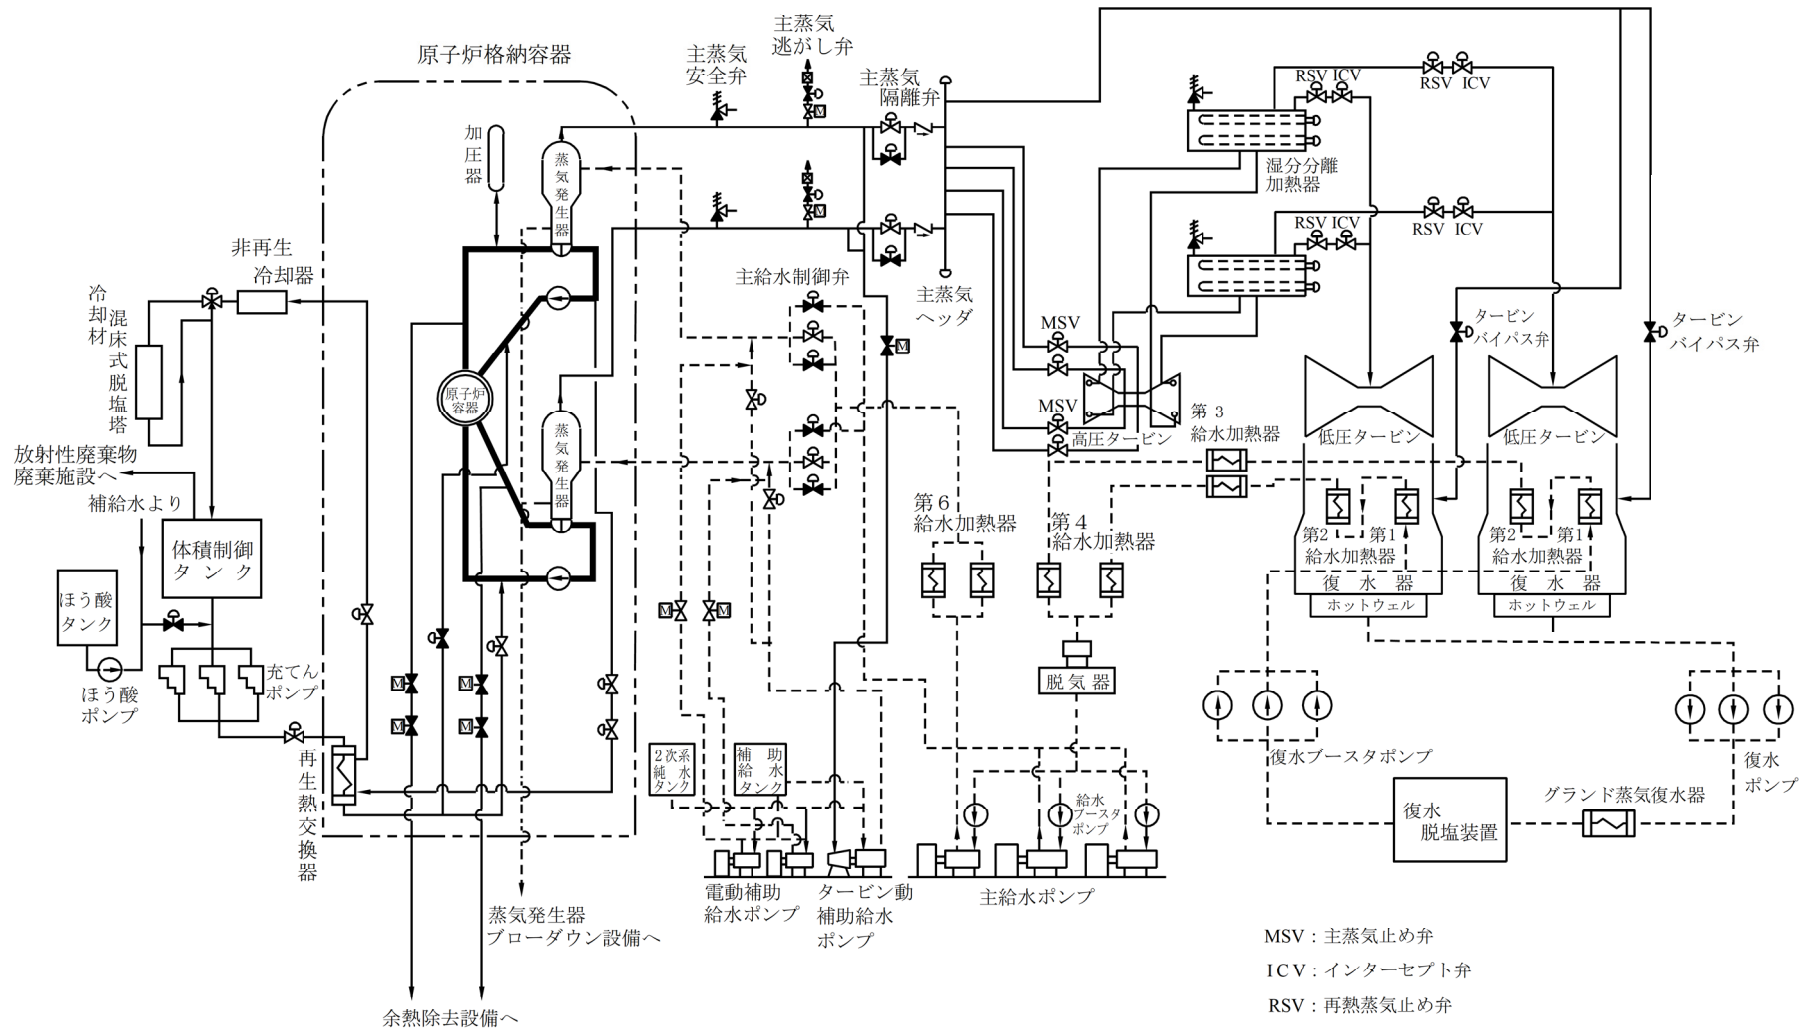 原子炉格納容器
主蒸気
安全弁
主蒸気
逃がし弁
主蒸気
隔離弁
RSV ICV
RSV ICV
湿分分離
加熱器
RSV ICV
RSV ICV
加圧器
蒸気発生器
非再生
冷却器
冷却材
混床式脱塩塔
主給水制御弁
主蒸気
ヘッダ
MSV
タービン
バイパス弁
タービン
バイパス弁
原子炉
容器
蒸気発生器
MSV
高圧タービン
第3
給水加熱器
低圧タービン
低圧タービン
放射性廃棄物
廃棄施設へ
補給水より
体積制御
タンク
ほう酸
タンク
ほう酸
ポンプ
充てん
ポンプ
再生熱交換器
M
M
M
M
M
M
M
M
M
第6
給水加熱器
第4
給水加熱器
第2
第1
給水加熱器
復水器
ホットウェル
第2
第1
給水加熱器
復水器
ホットウェル
脱気器
2次系
純水
タンク
補助
給水
タンク
給水
ブースタ
ポンプ
復水ブースタポンプ
復水
ポンプ
復水
脱塩装置
グランド蒸気復水器
電動補助
給水ポンプ
タービン動
補助給水
ポンプ
主給水ポンプ
蒸気発生器
ブローダウン設備へ
余熱除去設備へ
MSV：主蒸気止め弁
ICV：インターセプト弁
RSV：再熱蒸気止め弁